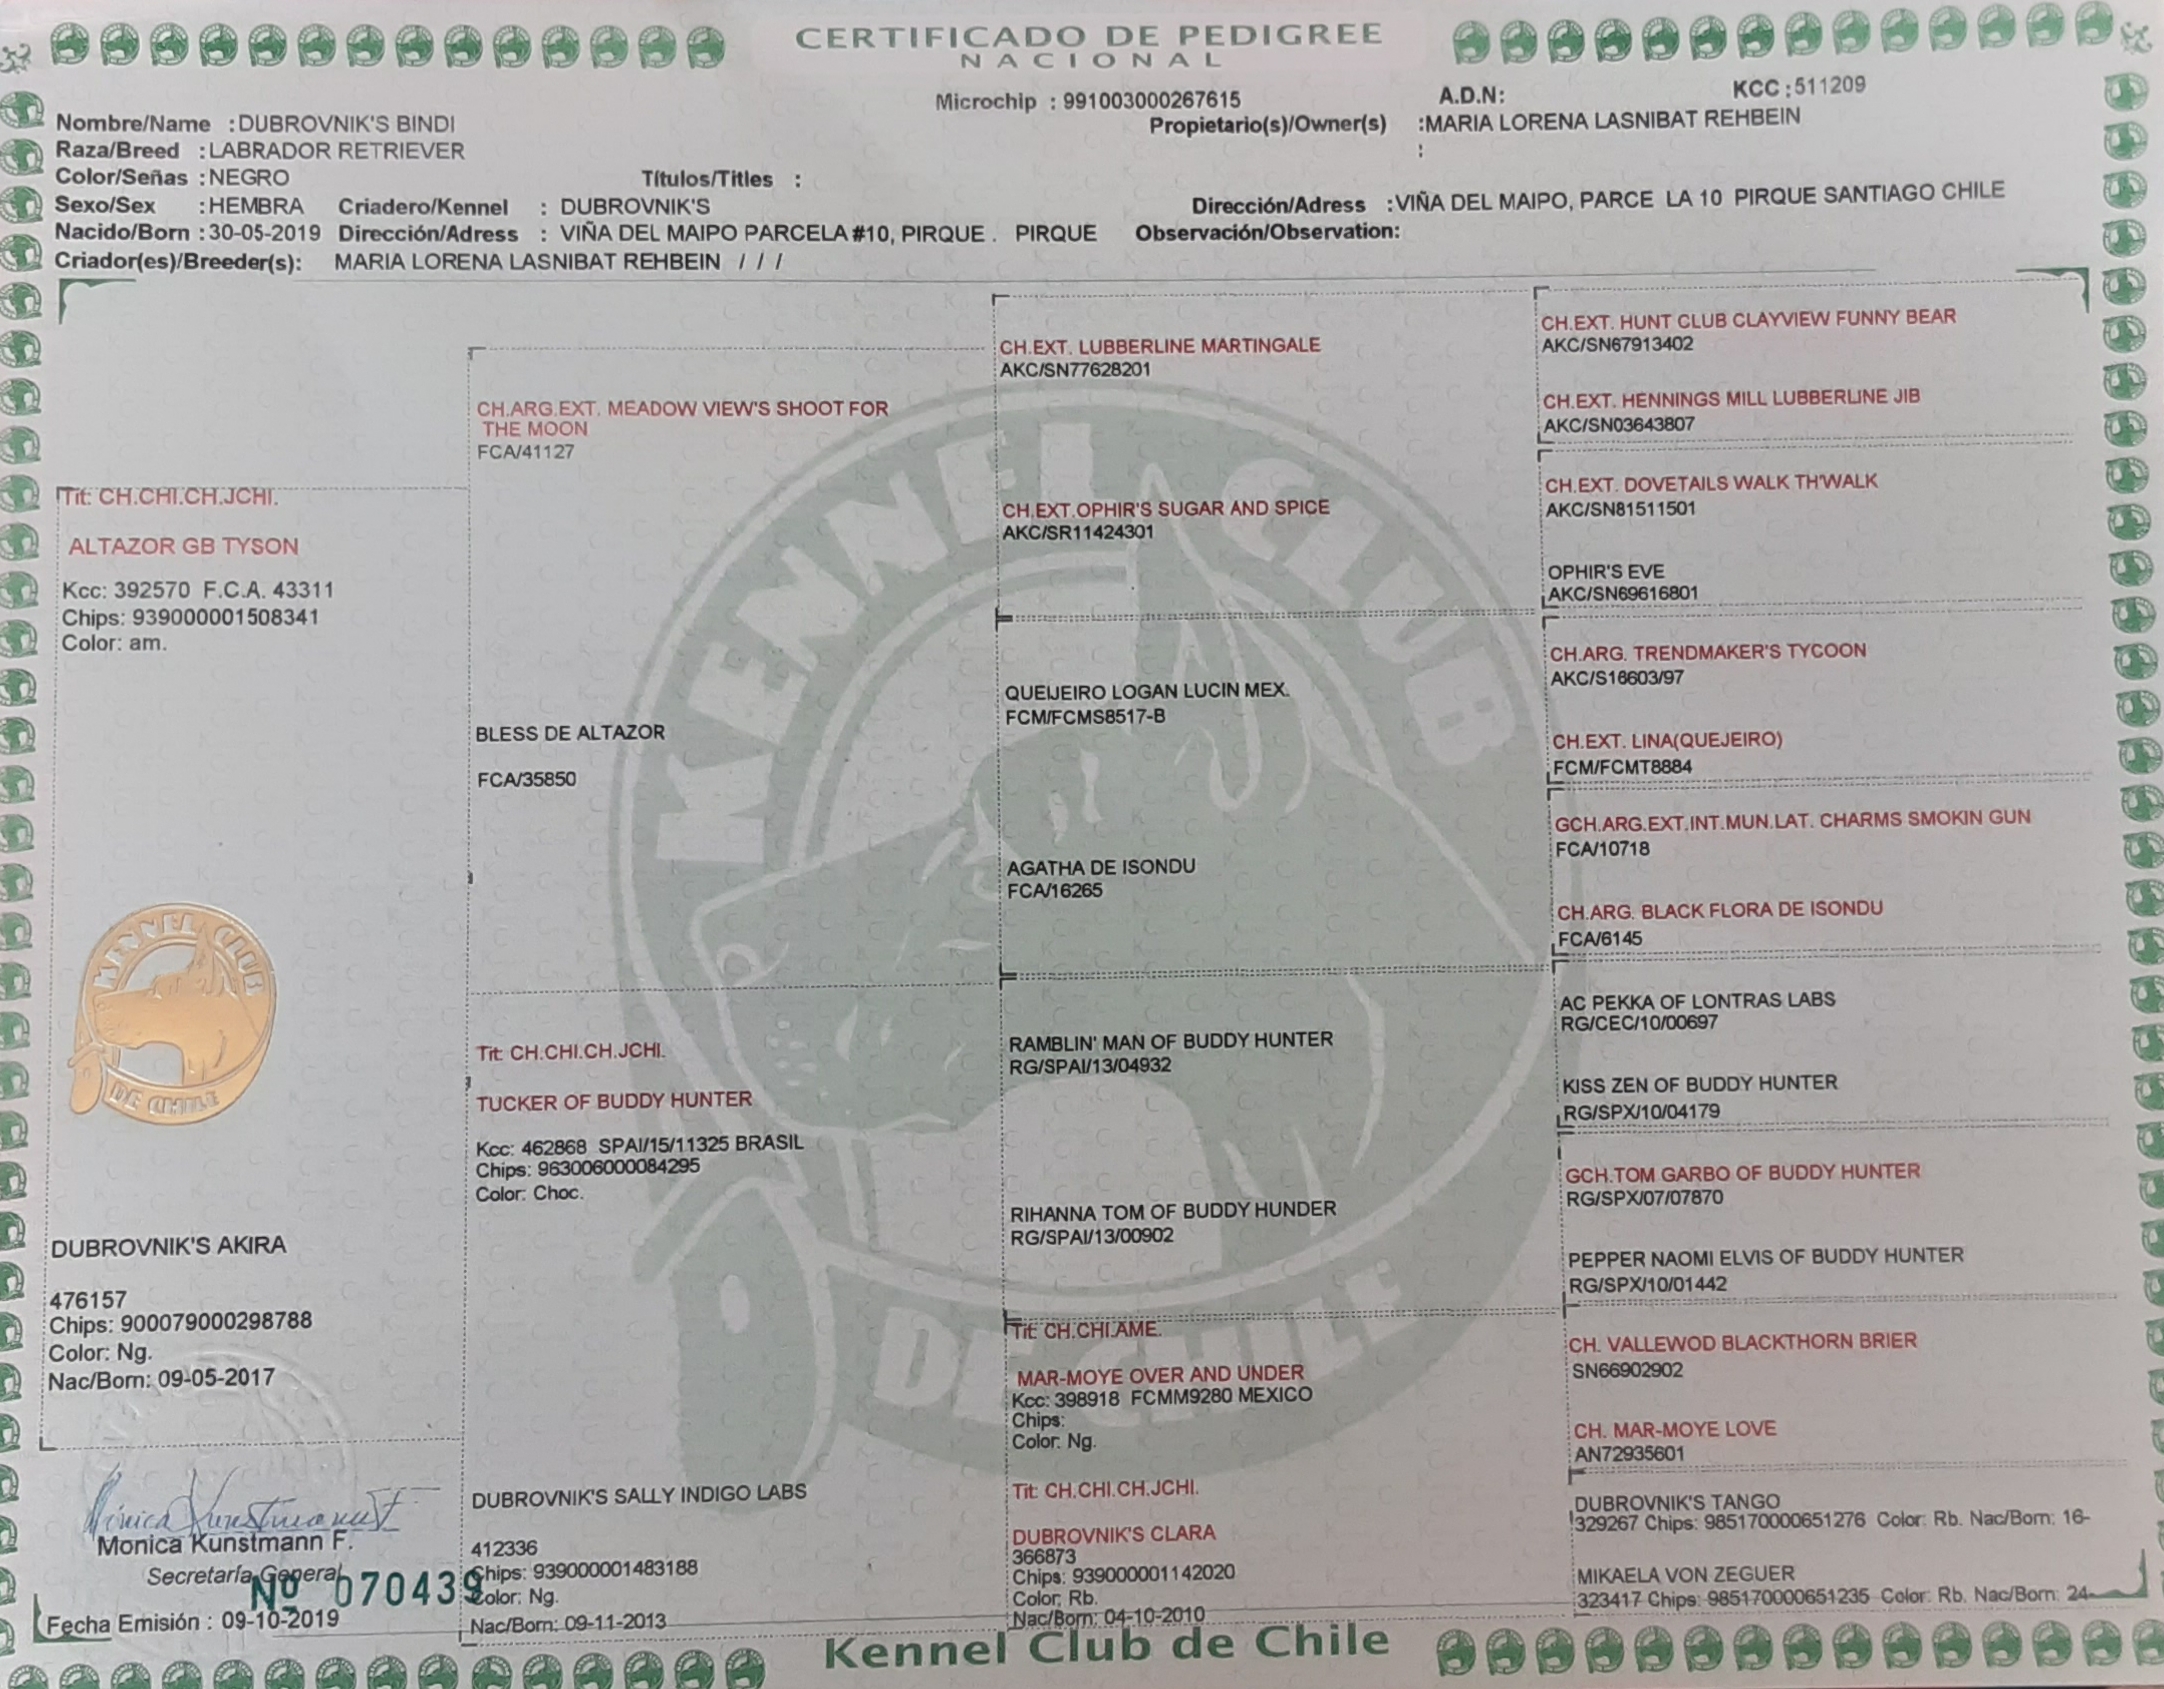 CERTIFICADO DE PEDIGREE
NACIONAL
Microchip : 991003000267615
A.D.N:
KCC : 511209
Nombre/Name : DUBROVNIK'S BINDI
Propietario(s)/Owner(s) : MARIA LORENA LASNIBAT REHBEIN
:
Raza/Breed : LABRADOR RETRIEVER
Color/Señas : NEGRO
Títulos/Titles :
Sexo/Sex : HEMBRA
Criadero/Kennel : DUBROVNIK'S
Dirección/Adress : VIÑA DEL MAIPO, PARCE LA 10 PIRQUE SANTIAGO CHILE
Nacido/Born : 30-05-2019
Dirección/Adress : VIÑA DEL MAIPO PARCELA #10, PIRQUE . PIRQUE
Observación/Observation:
Criador(es)/Breeder(s): MARIA LORENA LASNIBAT REHBEIN / / /
Tit: CH.CHI.CH.JCHI.
ALTAZOR GB TYSON
Kcc: 392570 F.C.A. 43311
Chips: 939000001508341
Color: am.
KENNEL CLUB
DE CHILE
DUBROVNIK'S AKIRA
476157
Chips: 900079000298788
Color: Ng.
Nac/Born: 09-05-2017
Monica Kunstmann F.
Monica Kunstmann F.
Secretaría General
Nº 070439
Fecha Emisión : 09-10-2019
CH.ARG.EXT. MEADOW VIEW'S SHOOT FOR
THE MOON
FCA/41127
BLESS DE ALTAZOR
FCA/35850
Tit: CH.CHI.CH.JCHI.
TUCKER OF BUDDY HUNTER
Kcc: 462868 SPAI/15/11325 BRASIL
Chips: 963006000084295
Color: Choc.
DUBROVNIK'S SALLY INDIGO LABS
412336
Chips: 939000001483188
Color: Ng.
Nac/Born: 09-11-2013
CH.EXT. LUBBERLINE MARTINGALE
AKC/SN77628201
CH.EXT.OPHIR'S SUGAR AND SPICE
AKC/SR11424301
QUEIJEIRO LOGAN LUCIN MEX.
FCM/FCMS8517-B
AGATHA DE ISONDU
FCA/16265
RAMBLIN' MAN OF BUDDY HUNTER
RG/SPAI/13/04932
RIHANNA TOM OF BUDDY HUNDER
RG/SPAI/13/00902
Tit: CH.CHI.AME.
MAR-MOYE OVER AND UNDER
Kcc: 398918 FCMM9280 MEXICO
Chips:
Color: Ng.
Tit: CH.CHI.CH.JCHI.
DUBROVNIK'S CLARA
366873
Chips: 939000001142020
Color: Rb.
Nac/Born: 04-10-2010
CH.EXT. HUNT CLUB CLAYVIEW FUNNY BEAR
AKC/SN67913402
CH.EXT. HENNINGS MILL LUBBERLINE JIB
AKC/SN03643807
CH.EXT. DOVETAILS WALK TH'WALK
AKC/SN81511501
OPHIR'S EVE
AKC/SN69616801
CH.ARG. TRENDMAKER'S TYCOON
AKC/S16603/97
CH.EXT. LINA(QUEJEIRO)
FCM/FCMT8884
GCH.ARG.EXT.INT.MUN.LAT. CHARMS SMOKIN GUN
FCA/10718
CH.ARG. BLACK FLORA DE ISONDU
FCA/6145
AC PEKKA OF LONTRAS LABS
RG/CEC/10/00697
KISS ZEN OF BUDDY HUNTER
RG/SPX/10/04179
GCH.TOM GARBO OF BUDDY HUNTER
RG/SPX/07/07870
PEPPER NAOMI ELVIS OF BUDDY HUNTER
RG/SPX/10/01442
CH. VALLEWOD BLACKTHORN BRIER
SN66902902
CH. MAR-MOYE LOVE
AN72935601
DUBROVNIK'S TANGO
329267 Chips: 985170000651276 Color: Rb. Nac/Born: 16-
MIKAELA VON ZEGUER
323417 Chips: 985170000651235 Color: Rb. Nac/Born: 24-
KENNEL CLUB
DE CHILE
Kennel Club de Chile